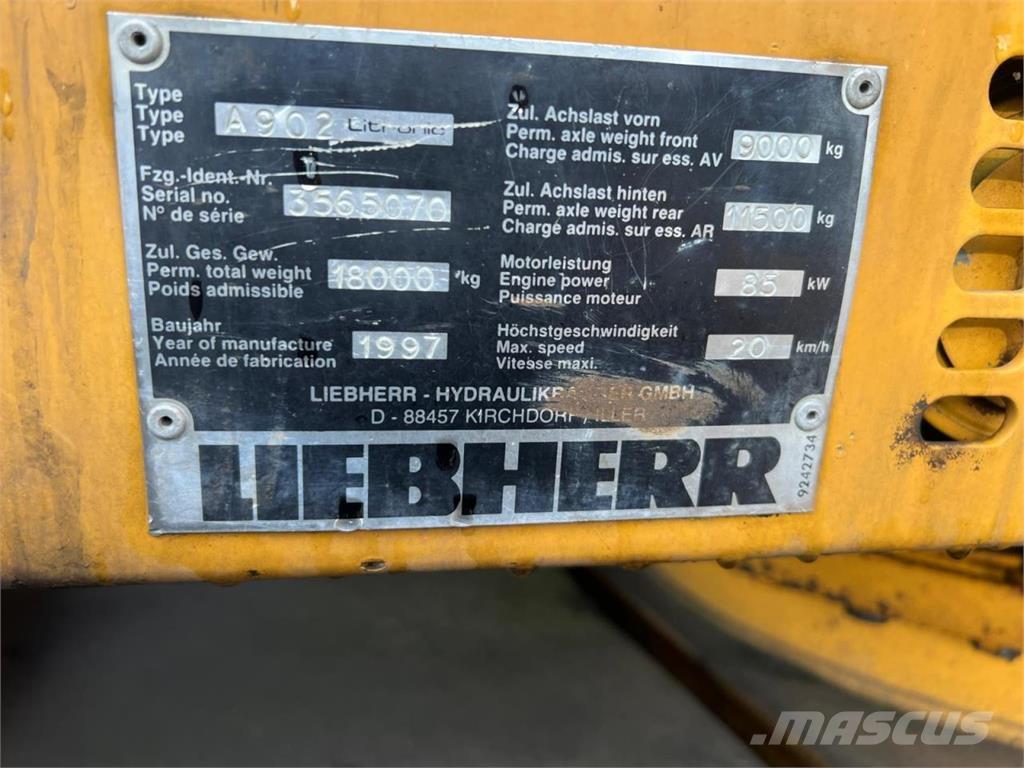 Type
Type
Type
A902 Litronic
Fzg.-Ident.-Nr.
Serial no.
N° de série
3565070
Zul. Ges. Gew.
Perm. total weight
Poids admissible
18000 kg
Baujahr
Year of manufacture
Année de fabrication
1997
Zul. Achslast vorn
Perm. axle weight front
Charge admis. sur ess. AV
9000 kg
Zul. Achslast hinten
Perm. axle weight rear
Charge admis. sur ess. AR
11500 kg
Motorleistung
Engine power
Puissance moteur
85 kW
Höchstgeschwindigkeit
Max. speed
Vitesse maxi.
20 km/h
LIEBHERR - HYDRAULIKBAGGER GMBH
D - 88457 KIRCHDORF / ILLER
LIEBHERR
9242734
MASCUS